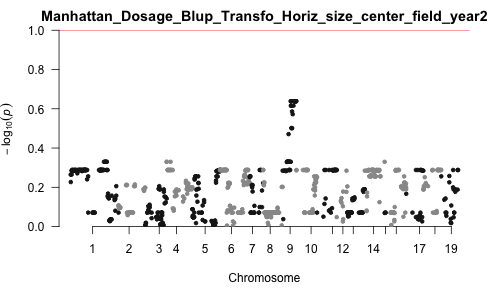 Manhattan_Dosage_Blup_Transfo_Horiz_size_center_field_year2
1.0
0.8
0.6
0.4
0.2
0.0
− log10(p)
1 2 3 4 5 6 7 8 9 10 12 14 17 19
Chromosome